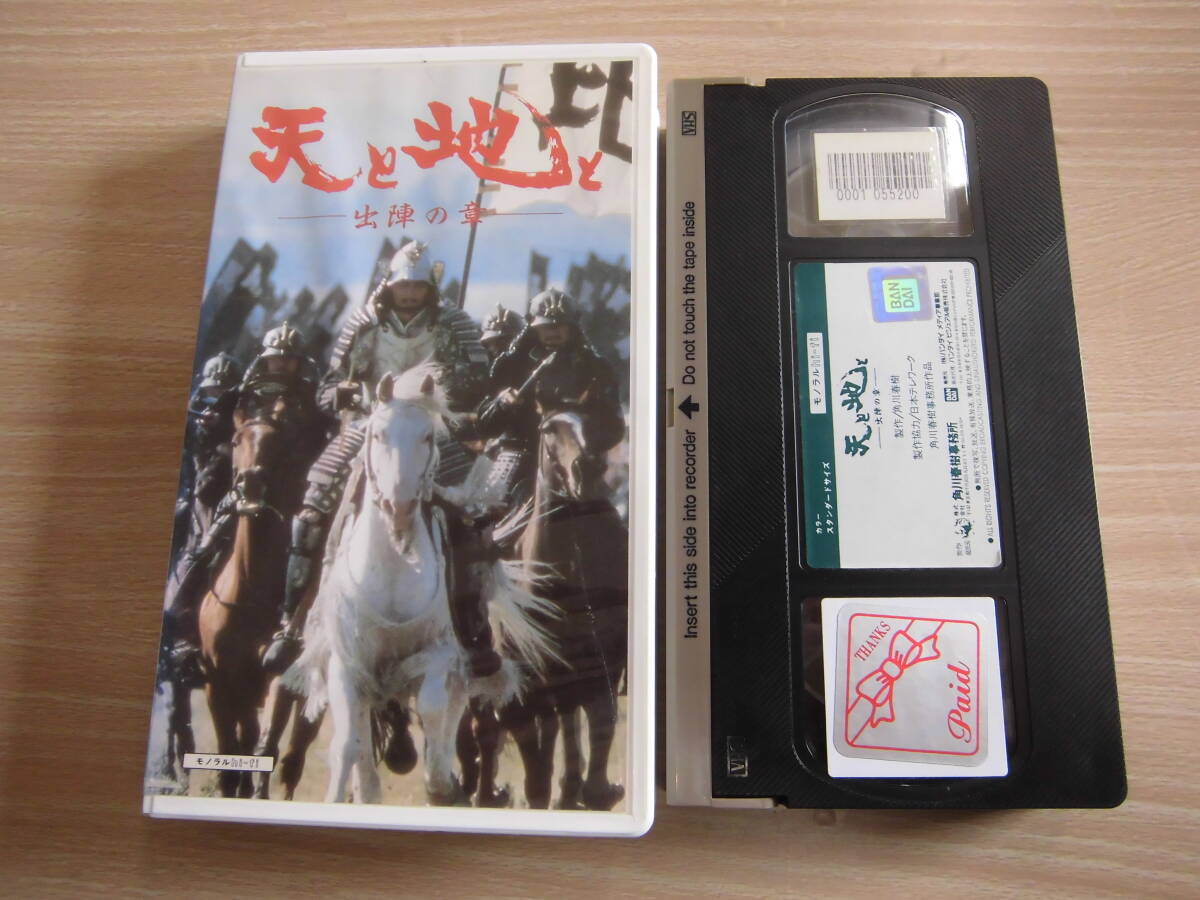 天と地と
出陣の章
モノラル
VHS
Insert this side into recorder ↑ Do not touch the tape inside
0001 055200
BAN
DAI
モノラル
カラー
スタンダードサイズ
天と地と
出陣の章
製作/角川春樹
製作協力/日本テレワーク
角川春樹事務所作品
角川春樹事務所
THANKS
Paid
VHS